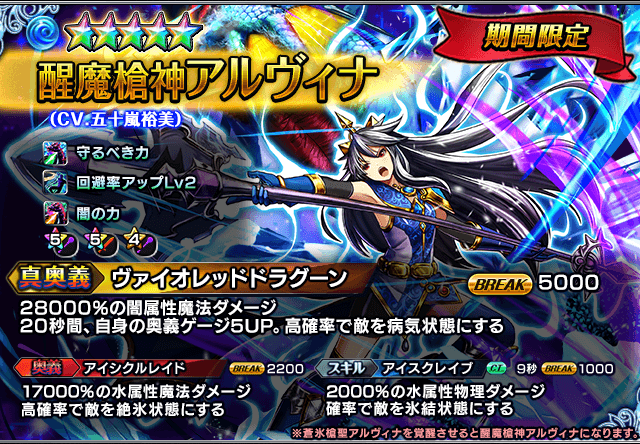 期間限定
醒魔槍神アルヴィナ
(CV.五十嵐裕美)
守るべき力
回避率アップLv2
闇の力
5 5 4
真奥義 ヴァイオレッドドラグーン BREAK 5000
28000%の闇属性魔法ダメージ
20秒間、自身の奥義ゲージ5UP。高確率で敵を病気状態にする
奥義 アイシクルレイド BREAK 2200
17000%の水属性魔法ダメージ
高確率で敵を絶氷状態にする
スキル アイスクレイブ C.T. 9秒 BREAK 1000
2000%の水属性物理ダメージ
確率で敵を氷結状態にする
※蒼氷槍聖アルヴィナを覚醒させると醒魔槍神アルヴィナになります。